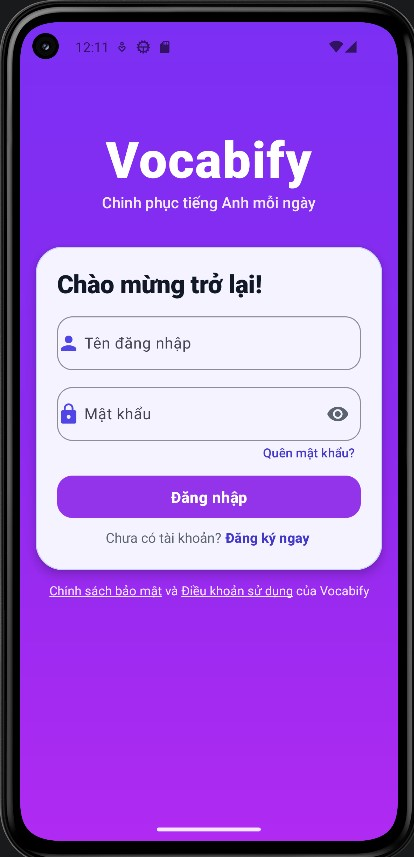 12:11
Vocabify
Chinh phục tiếng Anh mỗi ngày
Chào mừng trở lại!
Tên đăng nhập
Mật khẩu
Quên mật khẩu?
Đăng nhập
Chưa có tài khoản? Đăng ký ngay
Chính sách bảo mật và Điều khoản sử dụng của Vocabify